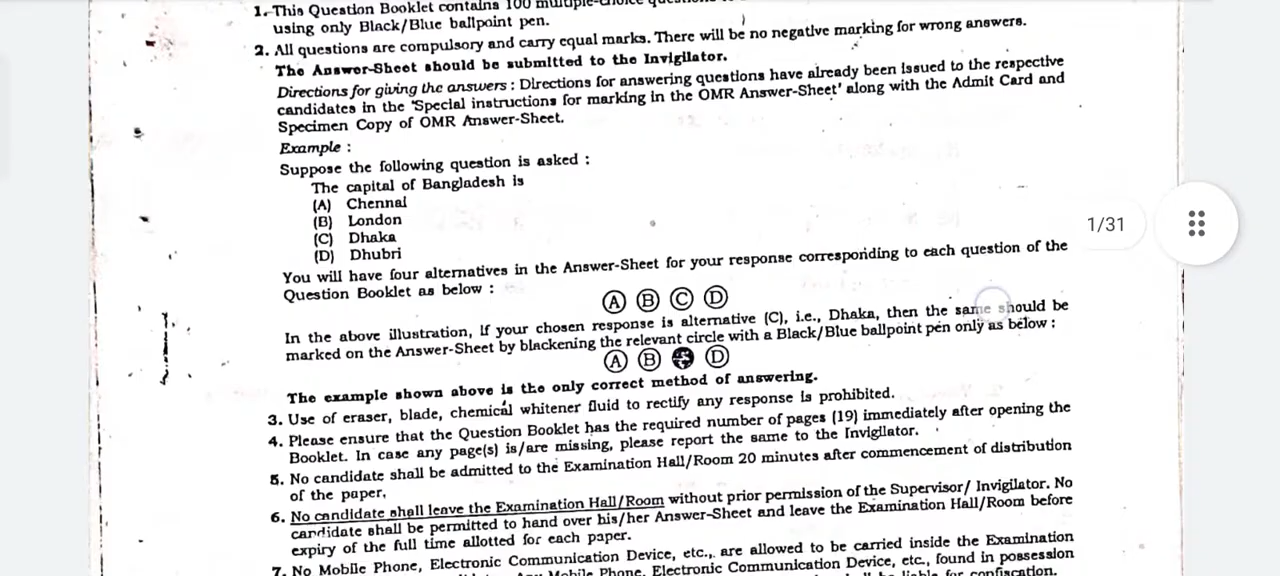 1. This Question Booklet contains 100 multiple-choice
using only Black/Blue ballpoint pen.
2. All questions are compulsory and carry equal marks. There will be no negative marking for wrong answers.
The Answer-Sheet should be submitted to the Invigilator.
Directions for giving the answers : Directions for answering questions have already been issued to the respective
candidates in the 'Special instructions for marking in the OMR Answer-Sheet' along with the Admit Card and
Specimen Copy of OMR Answer-Sheet.
Example :
Suppose the following question is asked :
The capital of Bangladesh is
(A) Chennai
(B) London
(C) Dhaka
(D) Dhubri
1/31
You will have four alternatives in the Answer-Sheet for your response corresponding to each question of the
Question Booklet as below :
A B C D
In the above illustration, if your chosen response is alternative (C), i.e., Dhaka, then the same should be
marked on the Answer-Sheet by blackening the relevant circle with a Black/Blue ballpoint pen only as below :
A B D
The example shown above is the only correct method of answering.
3. Use of eraser, blade, chemical whitener fluid to rectify any response is prohibited.
4. Please ensure that the Question Booklet has the required number of pages (19) immediately after opening the
Booklet. In case any page(s) is/are missing, please report the same to the Invigilator.
5. No candidate shall be admitted to the Examination Hall/Room 20 minutes after commencement of distribution
of the paper.
6. No candidate shall leave the Examination Hall/Room without prior permission of the Supervisor/ Invigilator. No
candidate shall be permitted to hand over his/her Answer-Sheet and leave the Examination Hall/Room before
expiry of the full time allotted for each paper.
7. No Mobile Phone, Electronic Communication Device, etc., are allowed to be carried inside the Examination
Mobile Phone, Electronic Communication Device, etc., found in possession
liable for confiscation.